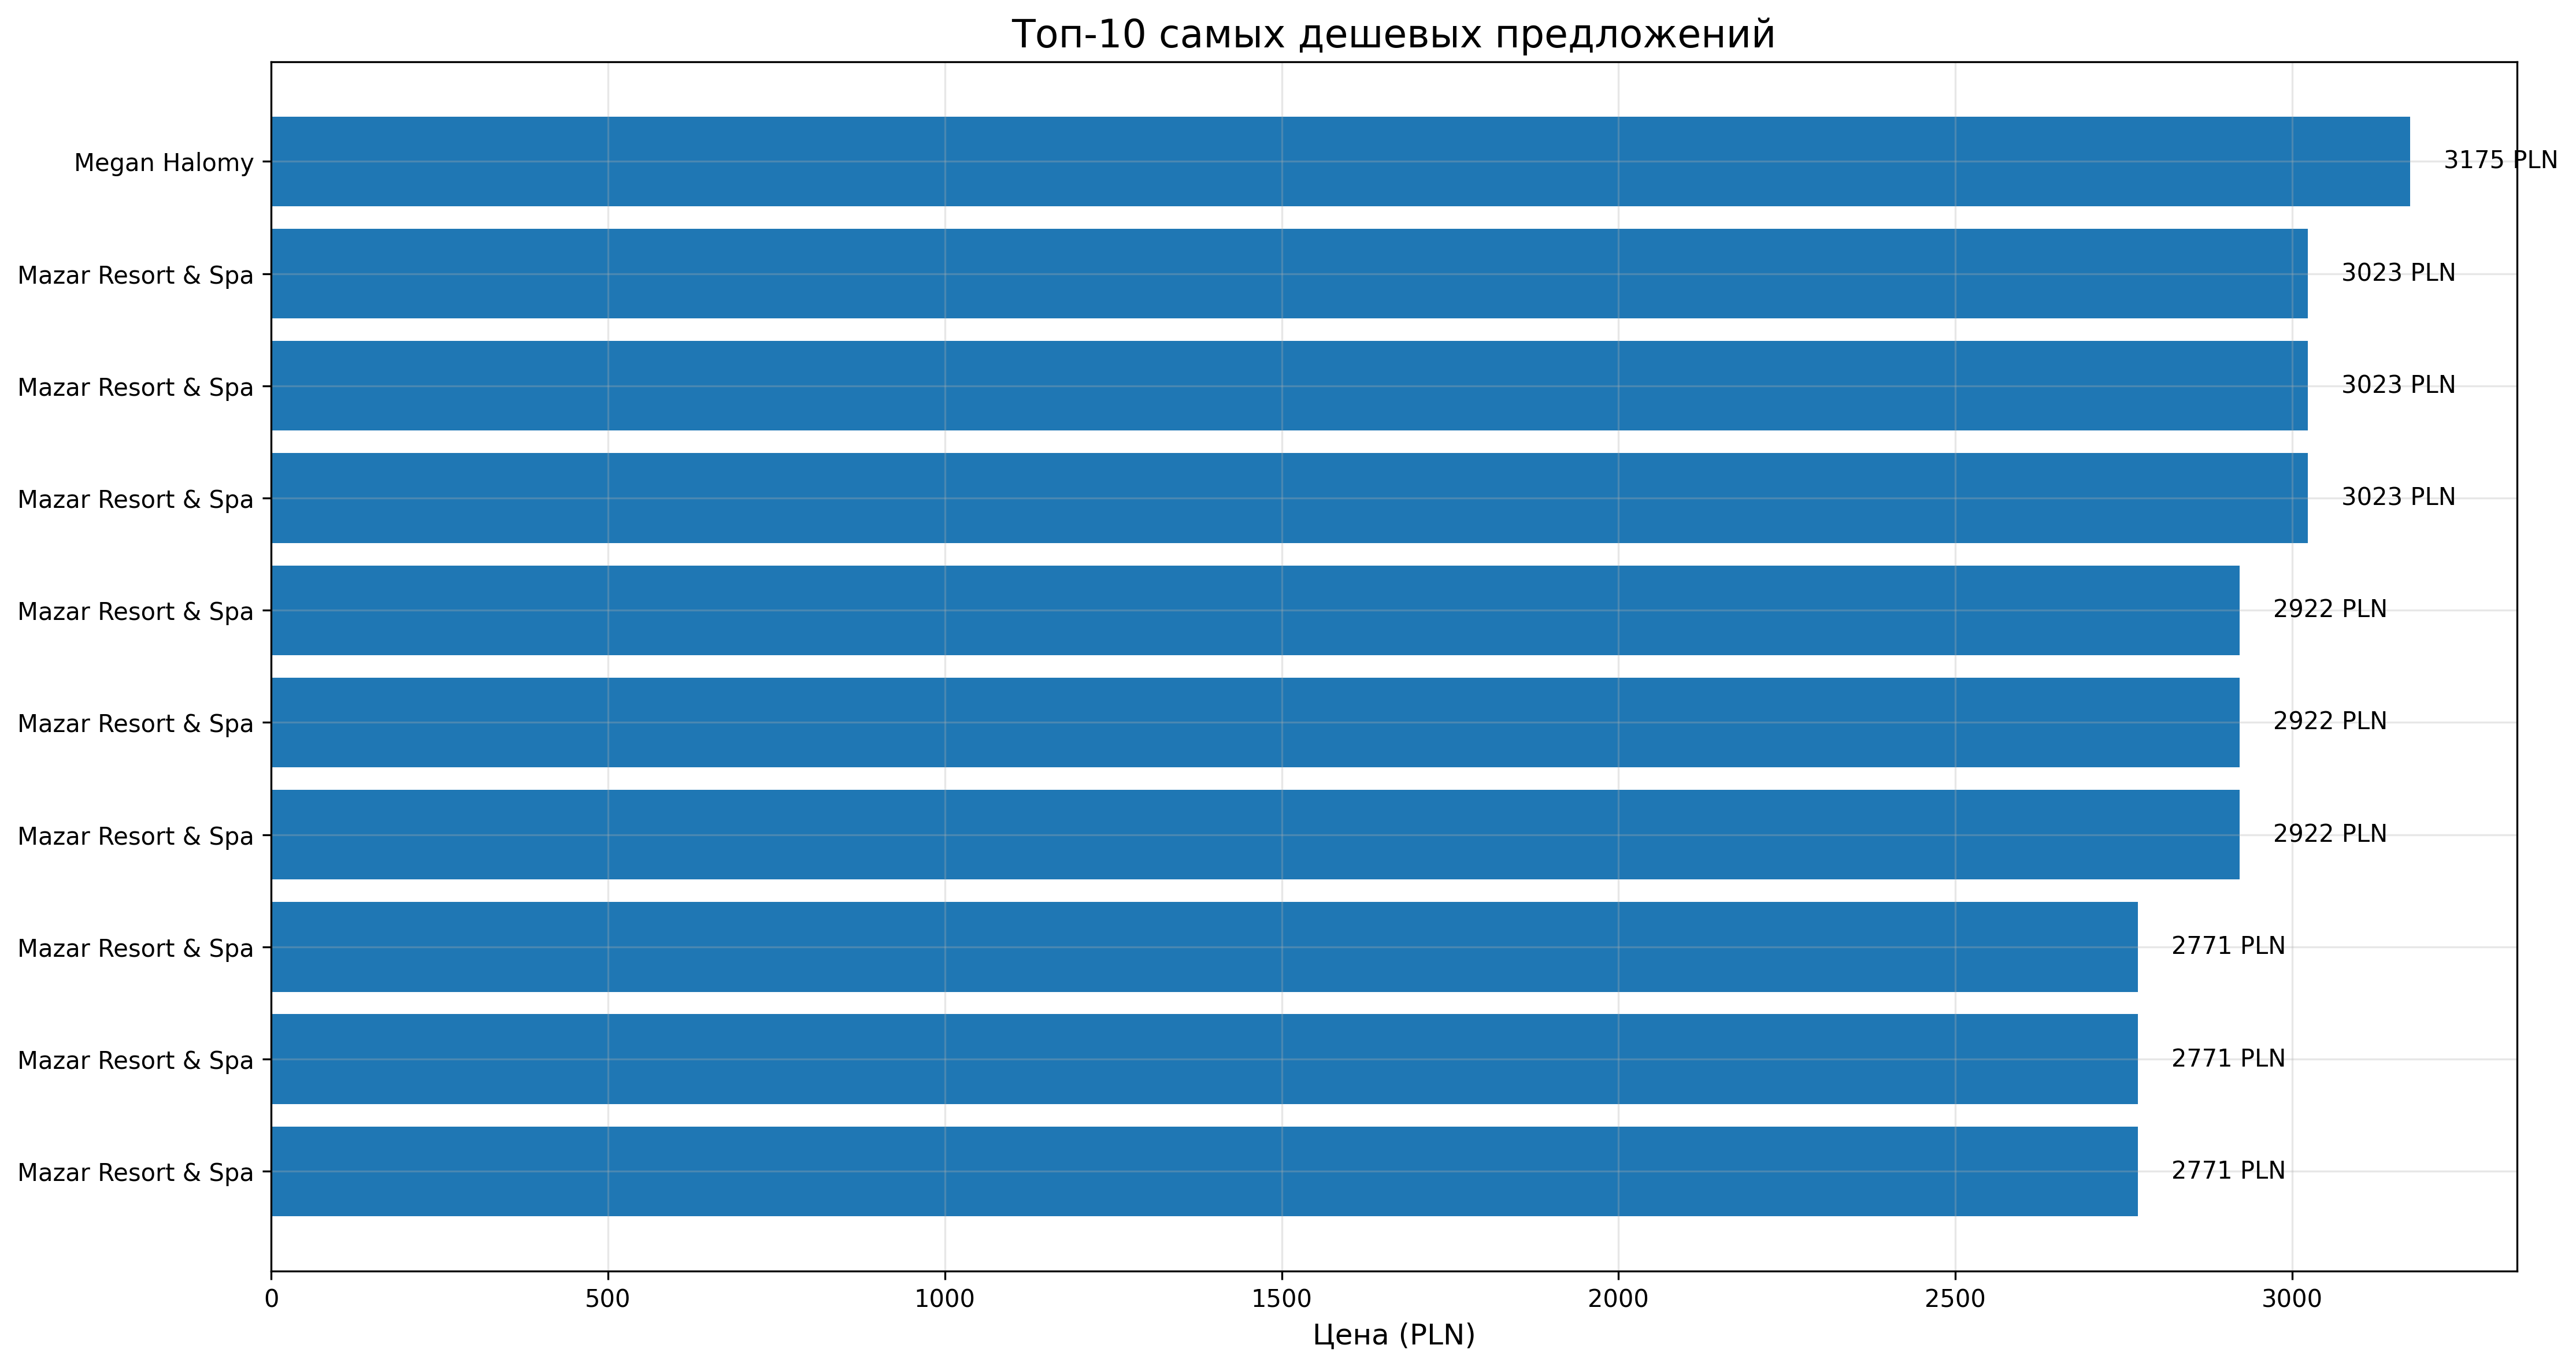 Топ-10 самых дешевых предложений
Megan Halomy
3175 PLN
Mazar Resort & Spa
3023 PLN
Mazar Resort & Spa
3023 PLN
Mazar Resort & Spa
3023 PLN
Mazar Resort & Spa
2922 PLN
Mazar Resort & Spa
2922 PLN
Mazar Resort & Spa
2922 PLN
Mazar Resort & Spa
2771 PLN
Mazar Resort & Spa
2771 PLN
Mazar Resort & Spa
2771 PLN
0 500 1000 1500 2000 2500 3000
Цена (PLN)